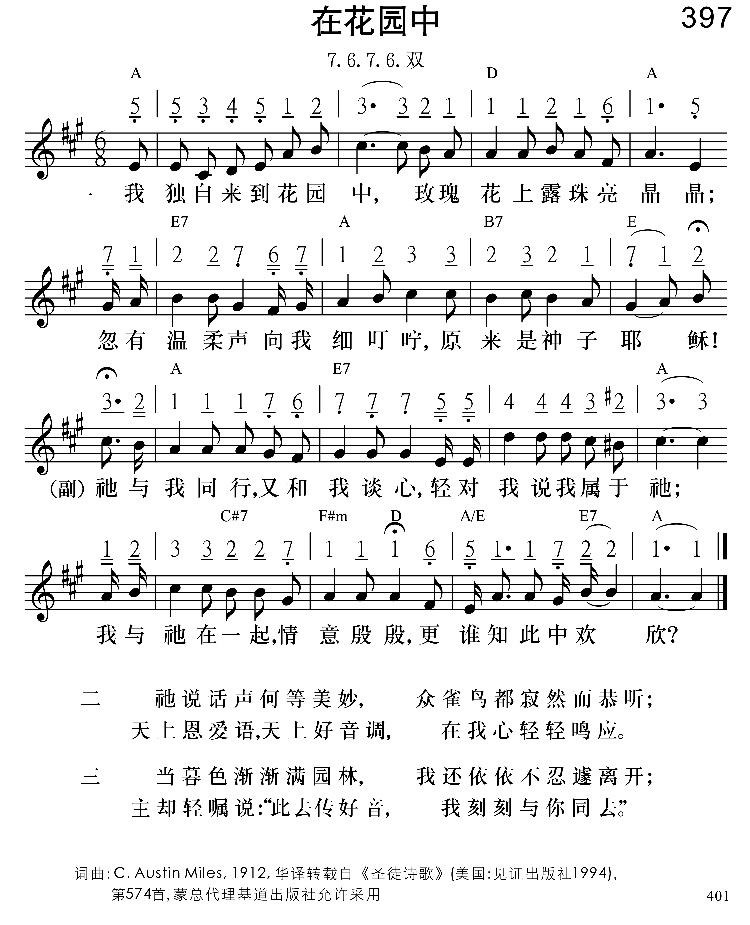 在花园中
397
7.6.7.6.双
A D A
5 | 5 3 4 5 1 2 | 3• 3 2 1 | 1 1 2 1 6 | 1• 5
6 8
我 独自来到花园中, 玫瑰花上露珠亮晶晶;
E7 A B7 E
7 1 | 2 2 7 6 7 | 1 2 3 3 | 2 3 2 1 | 7 1 2
忽有温柔声向我细叮咛,原来是神子耶稣!
A E7 A
3• 2 | 1 1 1 7 6 | 7 7 7 5 5 | 4 4 4 3 #2 | 3• 3
(副)祂与我同行,又和我谈心,轻对我说我属于祂;
C#7 F#m D A/E E7 A
1 2 | 3 3 2 2 7 | 1 1 1 6 | 5 1• 1 7 2 2 | 1• 1
我与祂在一起,情意殷殷,更谁知此中欢欣?
二 祂说话声何等美妙, 众雀鸟都寂然而恭听;
天上恩爱语,天上好音调, 在我心轻轻鸣应。
三 当暮色渐渐满园林, 我还依依不忍遽离开;
主却轻嘱说:“此去传好音, 我刻刻与你同去”。
词曲: C. Austin Miles, 1912, 华译转载自《圣徒诗歌》(美国:见证出版社1994),
第574首,蒙总代理基道出版社允许采用
401